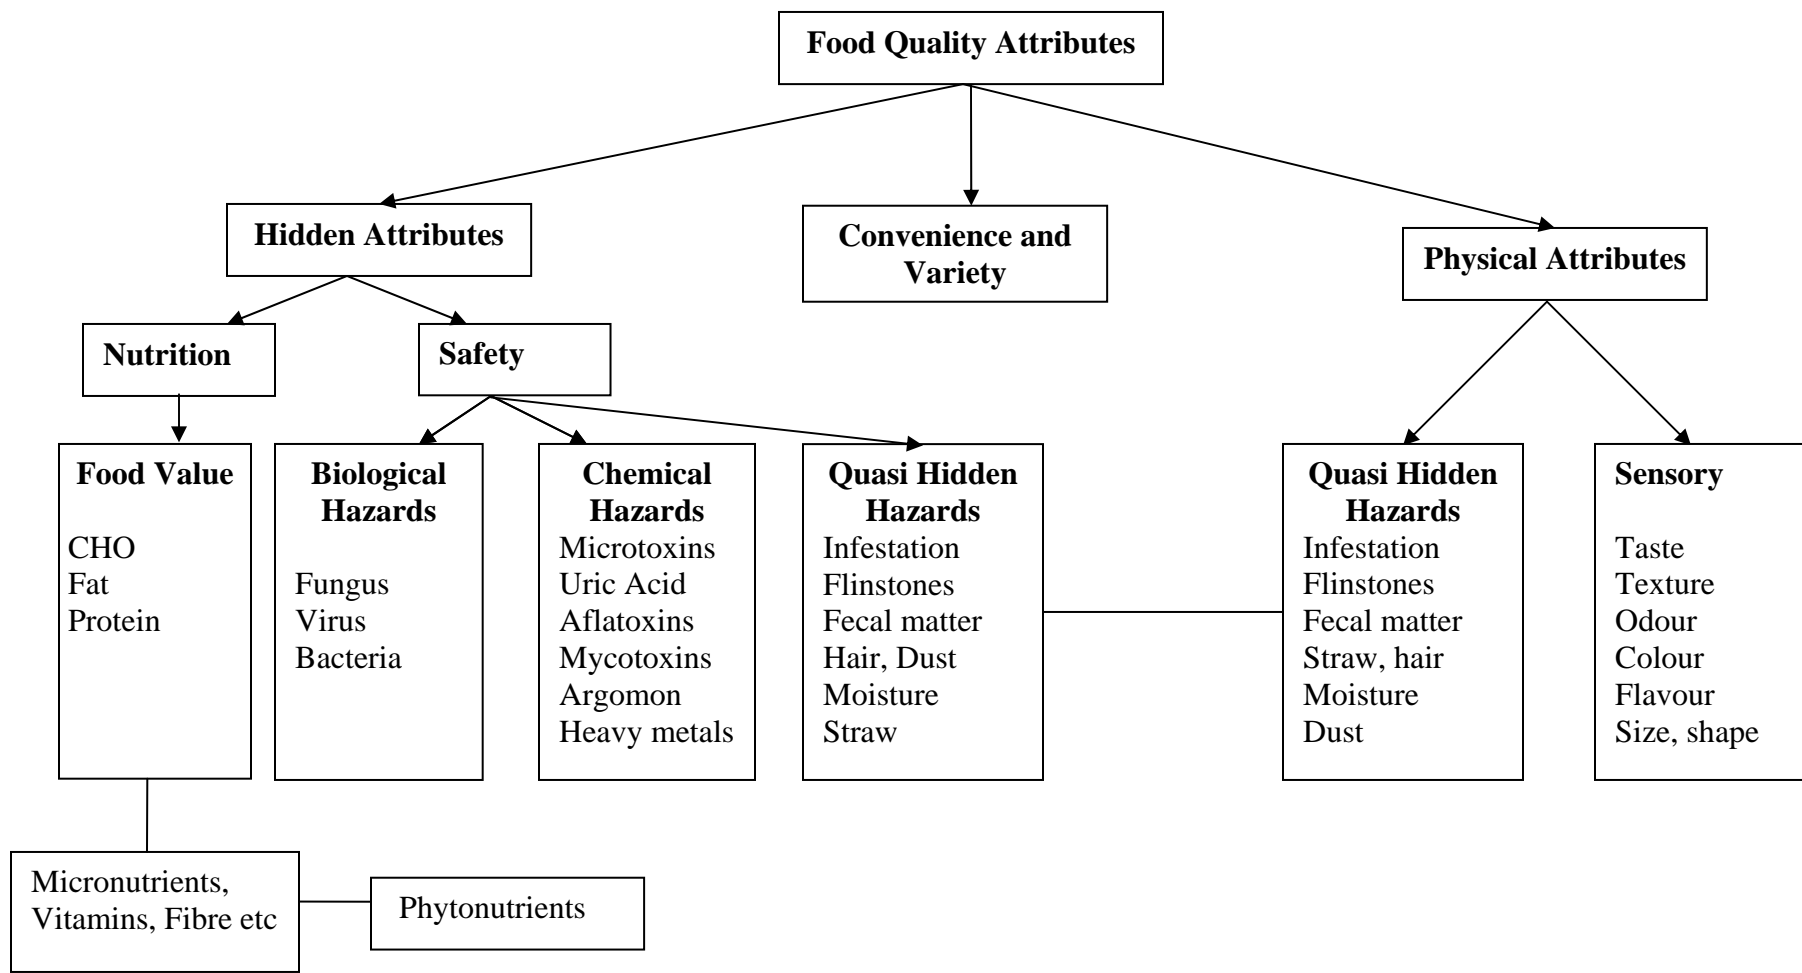 Food Quality Attributes
Hidden Attributes
Convenience and
Variety
Physical Attributes
Nutrition
Safety
Food Value
CHO
Fat
Protein
Biological
Hazards
Fungus
Virus
Bacteria
Chemical
Hazards
Microtoxins
Uric Acid
Aflatoxins
Mycotoxins
Argomon
Heavy metals
Quasi Hidden
Hazards
Infestation
Flinstones
Fecal matter
Hair, Dust
Moisture
Straw
Quasi Hidden
Hazards
Infestation
Flinstones
Fecal matter
Straw, hair
Moisture
Dust
Sensory
Taste
Texture
Odour
Colour
Flavour
Size, shape
Micronutrients,
Vitamins, Fibre etc
Phytonutrients